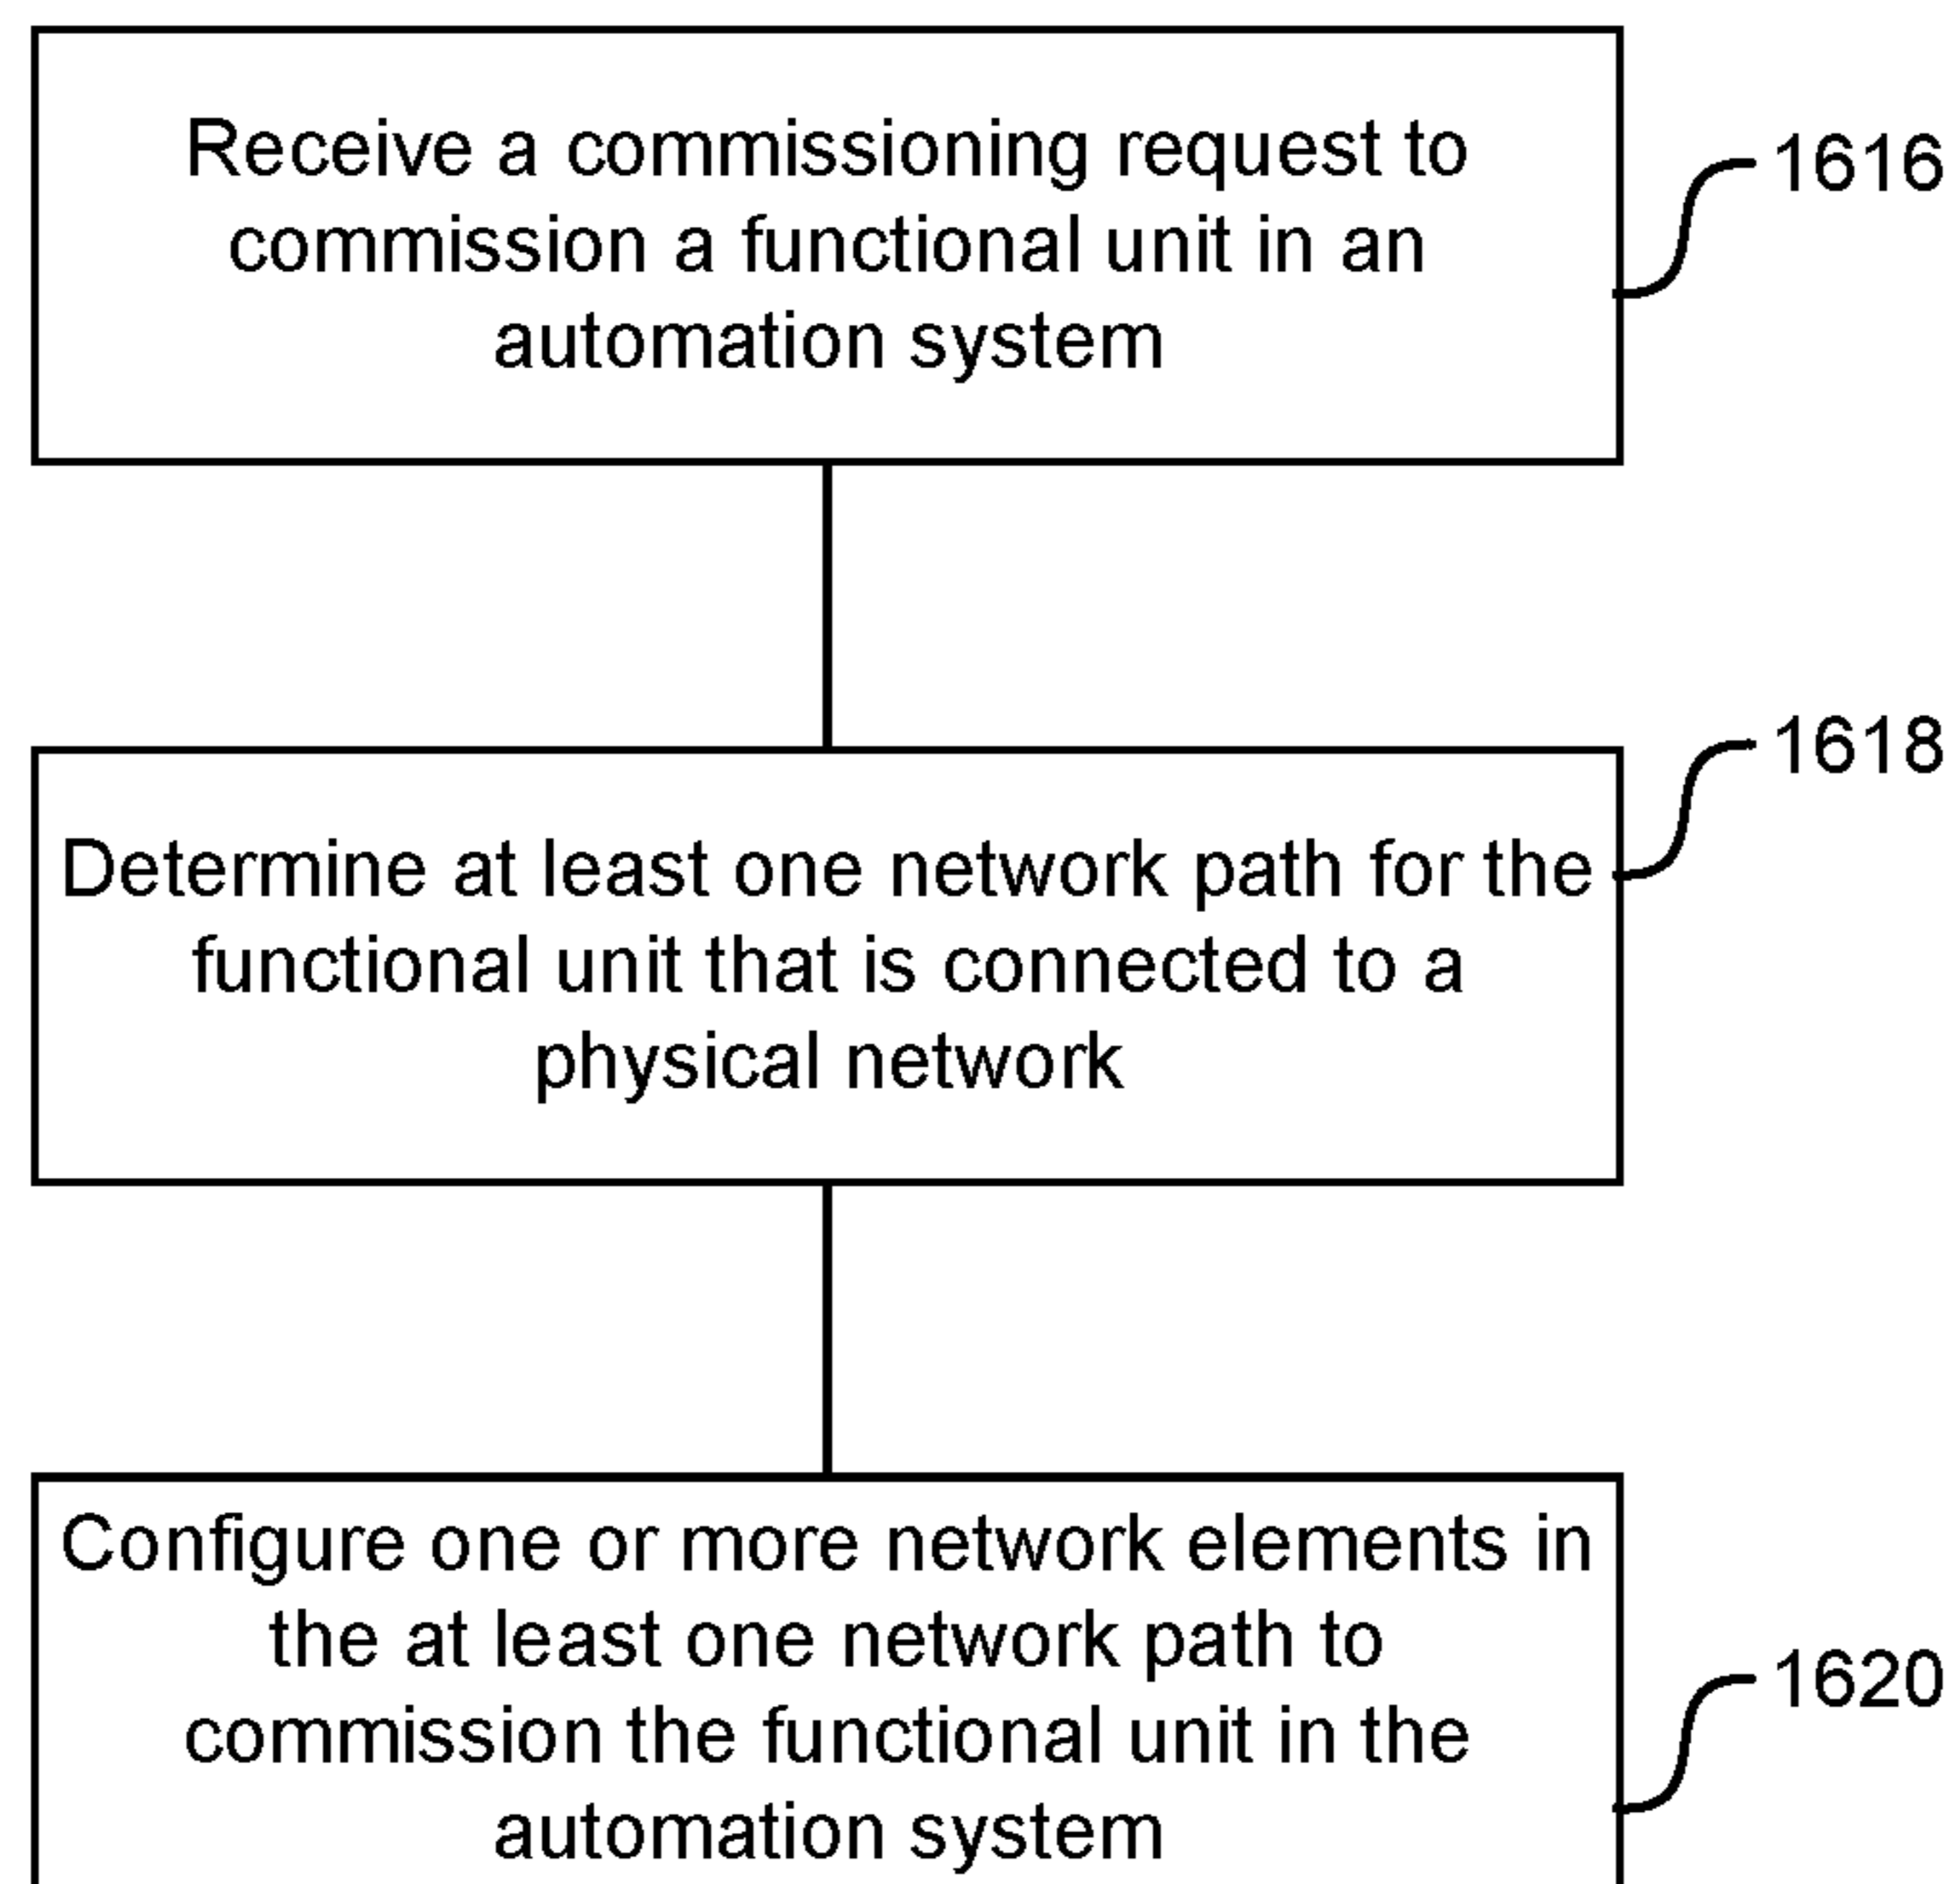 Receive a commissioning request to
commission a functional unit in an
automation system
1616
Determine at least one network path for the
functional unit that is connected to a
physical network
1618
Configure one or more network elements in
the at least one network path to
commission the functional unit in the
automation system
1620